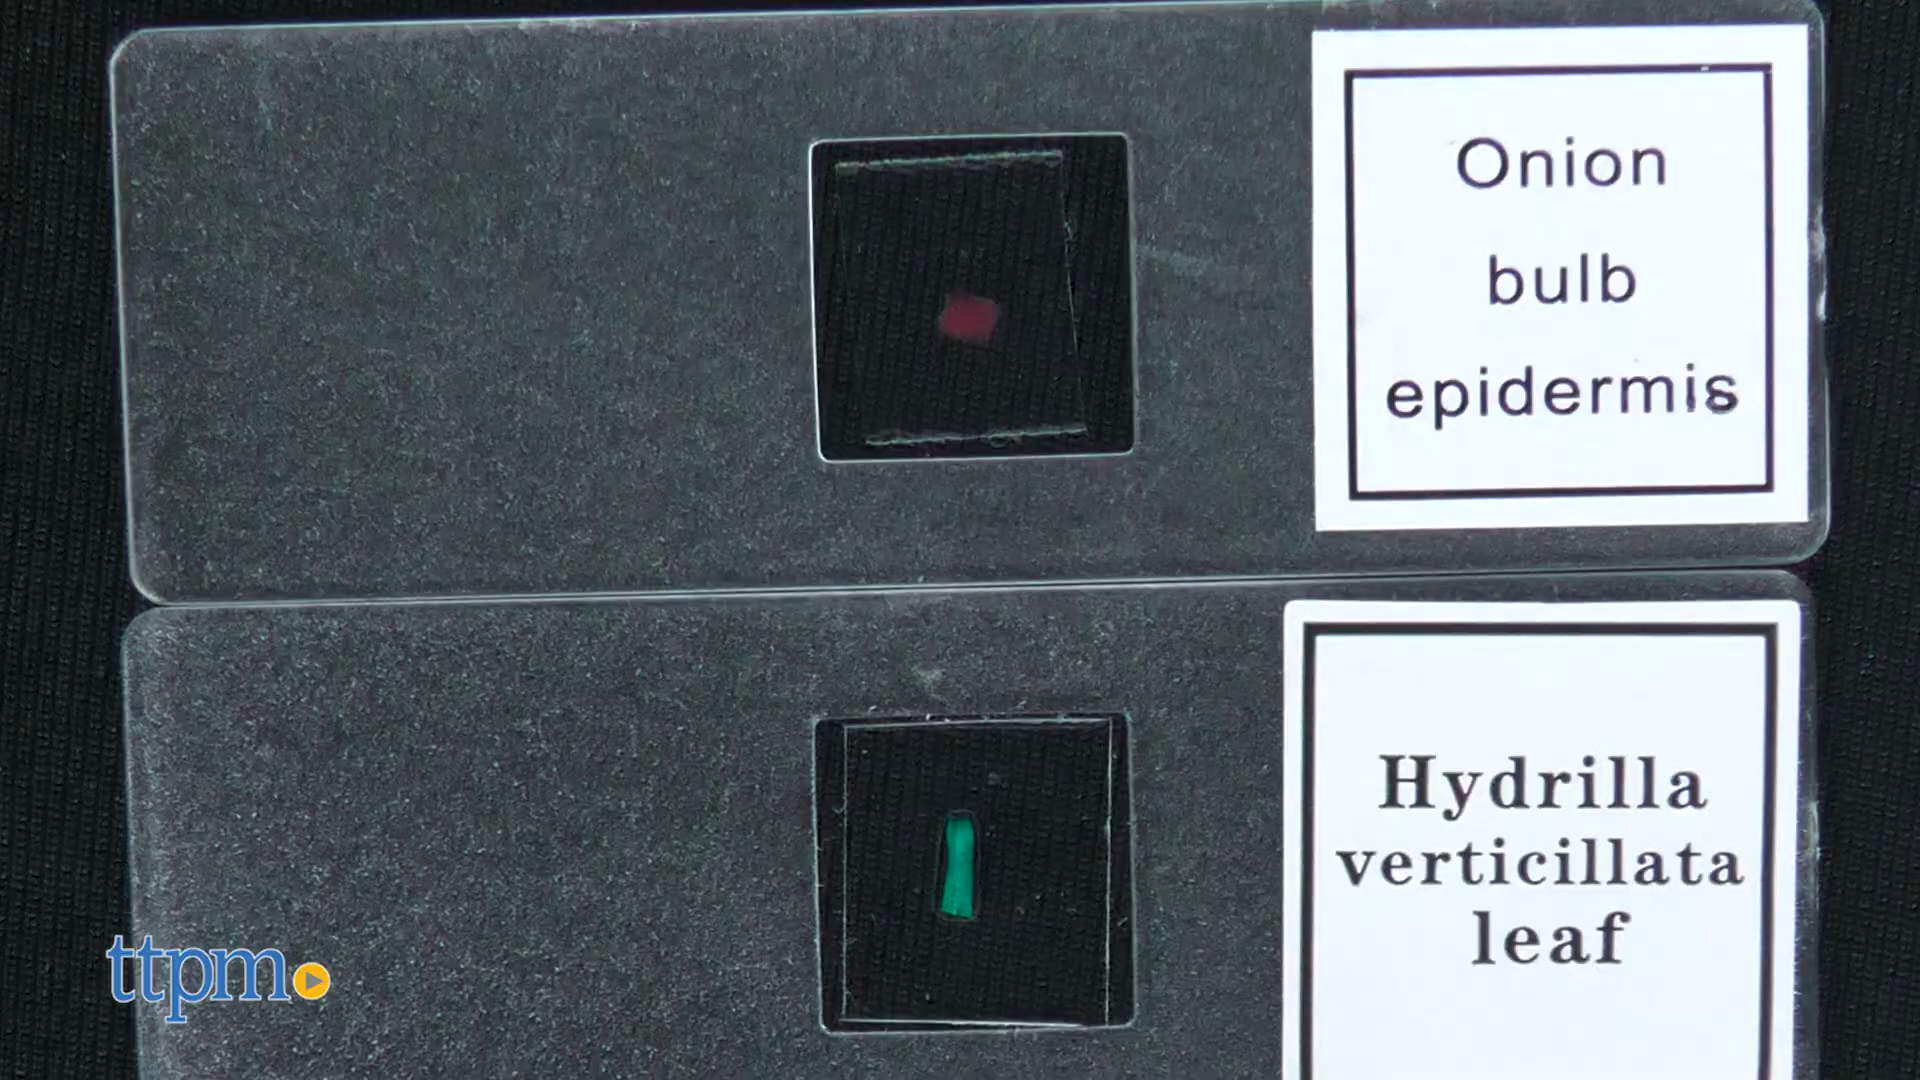 Onion
bulb
epidermis
Hydrilla
verticillata
leaf
ttpm